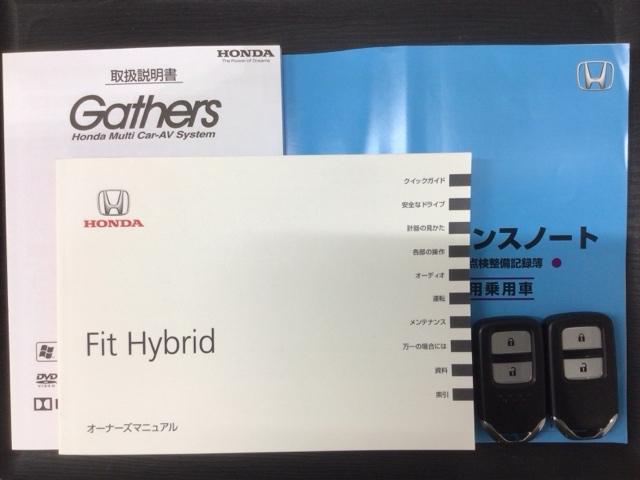 HONDA
The Power of Dreams
取扱説明書
Gathers
Honda Multi Car-AV System
DVD
VIDEO
HONDA
Fit Hybrid
オーナーズマニュアル
クイックガイド
安全なドライブ
計器の見かた
各部の操作
オーディオ
運転
メンテナンス
万一の場合には
資料
索引
ンスノート
点検整備記録簿
用乗用車